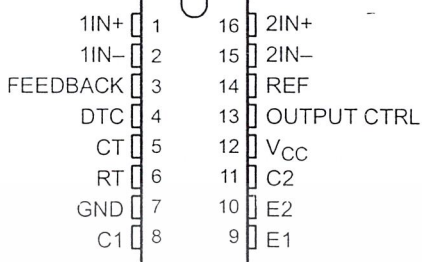 1IN+ 1 16 2IN+
1IN– 2 15 2IN–
FEEDBACK 3 14 REF
DTC 4 13 OUTPUT CTRL
CT 5 12 VCC
RT 6 11 C2
GND 7 10 E2
C1 8 9 E1